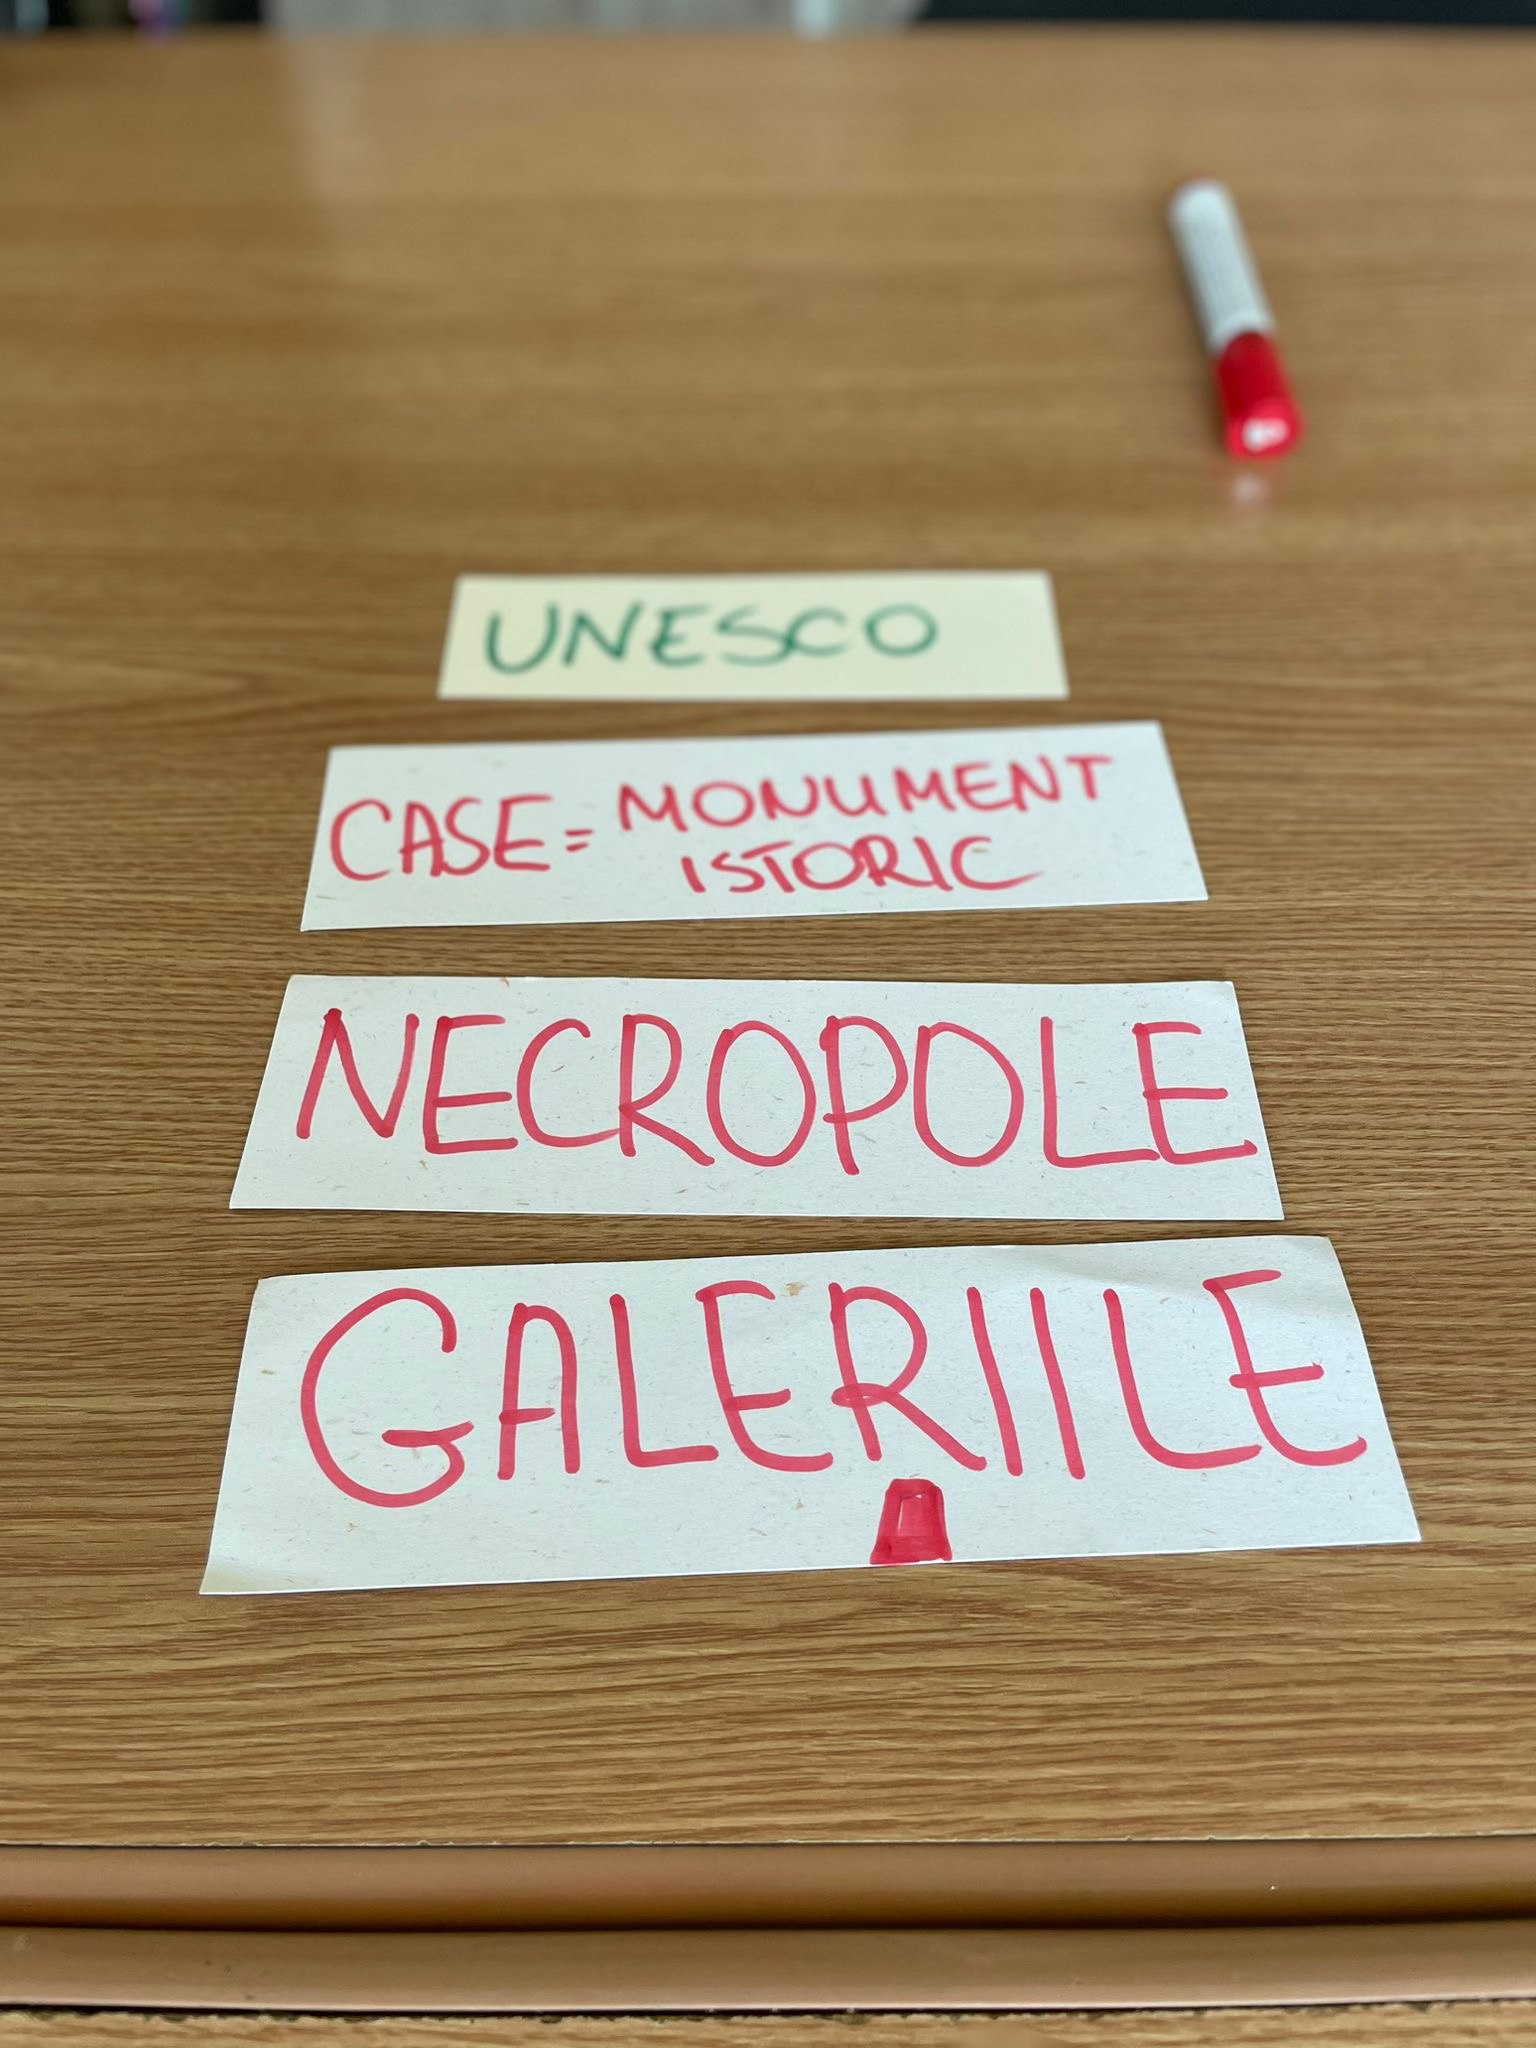 UNESCO
CASE = MONUMENT
ISTORIC
NECROPOLE
GALERIILE